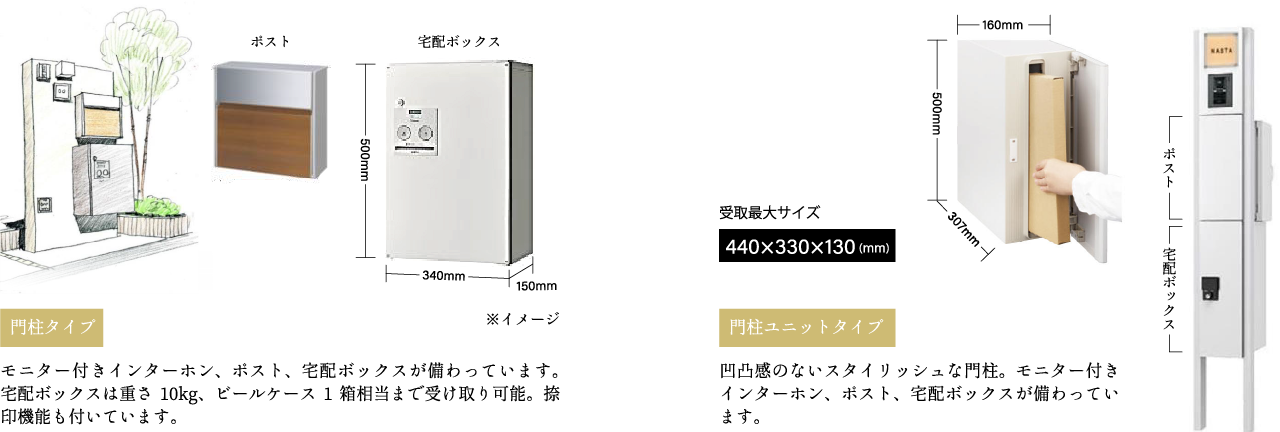 ポスト
宅配ボックス
500mm
340mm
150mm
※イメージ
門柱タイプ
モニター付きインターホン、ポスト、宅配ボックスが備わっています。
宅配ボックスは重さ 10kg、ビールケース 1 箱相当まで受け取り可能。捺
印機能も付いています。
160mm
500mm
307mm
受取最大サイズ
440×330×130 (mm)
NASTA
ポスト
宅配ボックス
門柱ユニットタイプ
凹凸感のないスタイリッシュな門柱。モニター付き
インターホン、ポスト、宅配ボックスが備わってい
ます。